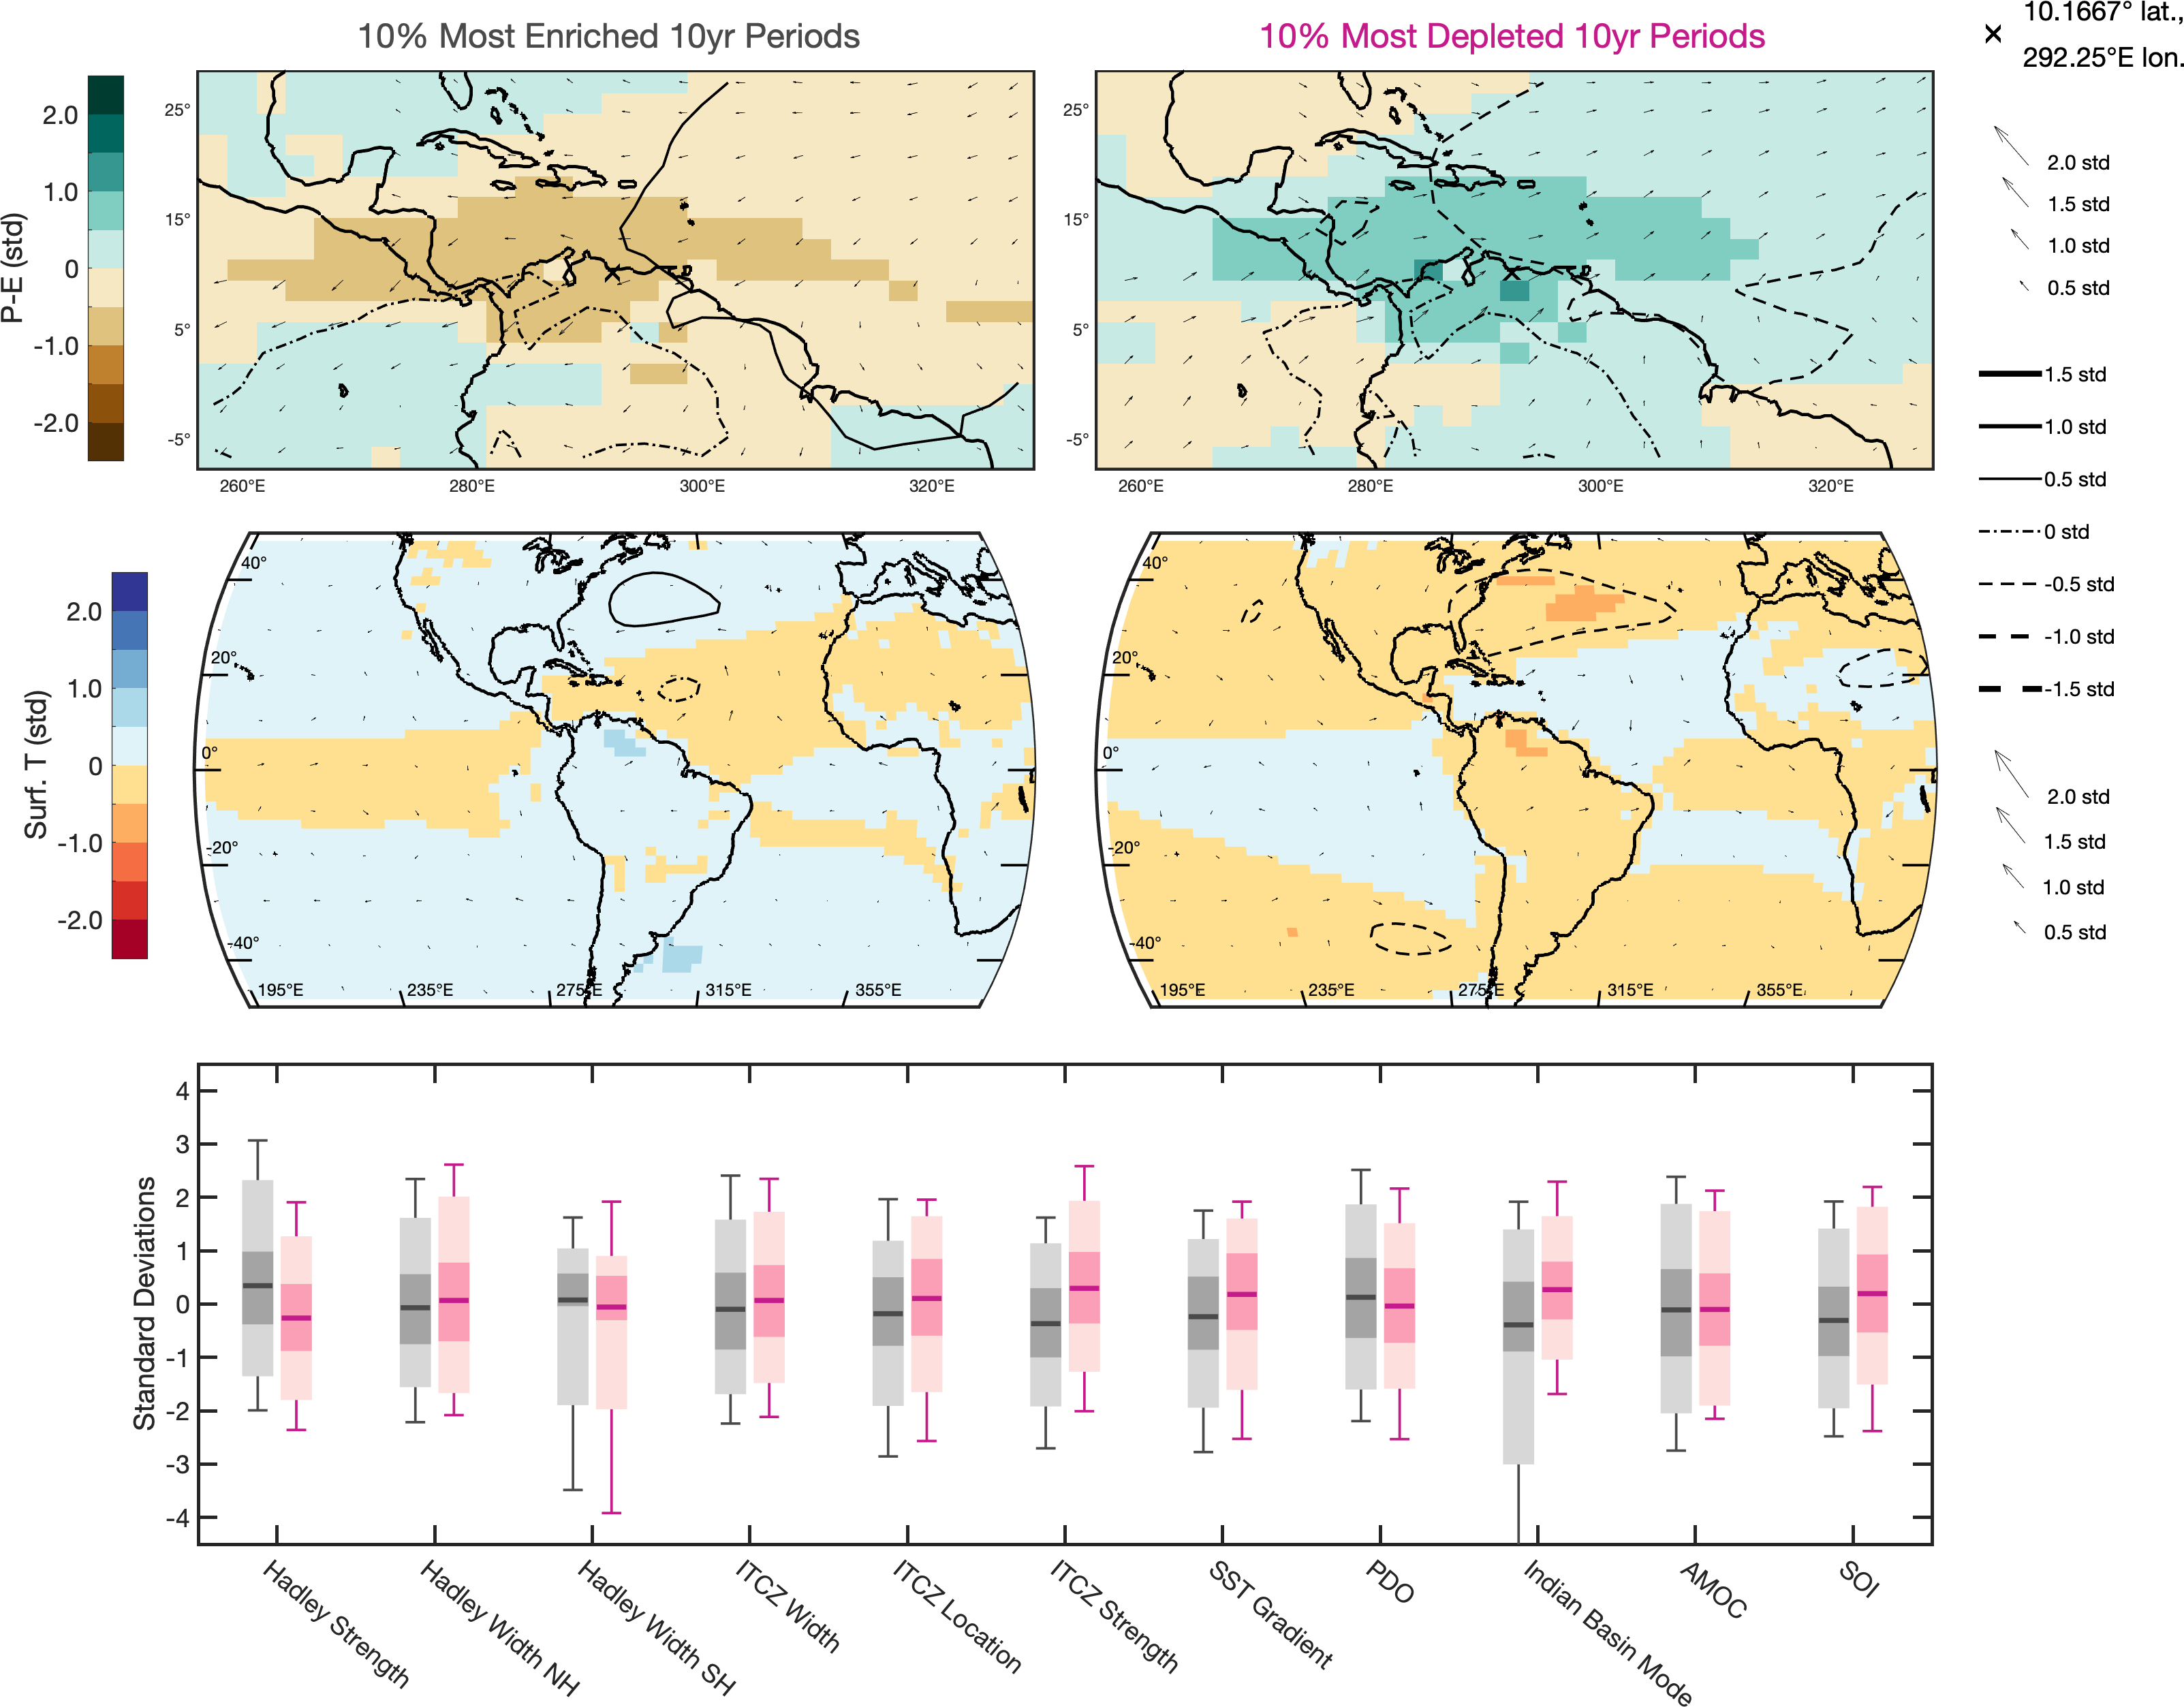 10% Most Enriched 10yr Periods
10% Most Depleted 10yr Periods
× 10.1667° lat.,
292.25°E lon.
P-E (std)
2.0
1.0
0
-1.0
-2.0
25°
15°
5°
-5°
260°E
280°E
300°E
320°E
25°
15°
5°
-5°
260°E
280°E
300°E
320°E
2.0 std
1.5 std
1.0 std
0.5 std
1.5 std
1.0 std
0.5 std
0 std
-0.5 std
-1.0 std
-1.5 std
Surf. T (std)
2.0
1.0
0
-1.0
-2.0
40°
20°
0°
-20°
-40°
195°E
235°E
275°E
315°E
355°E
40°
20°
0°
-20°
-40°
195°E
235°E
275°E
315°E
355°E
2.0 std
1.5 std
1.0 std
0.5 std
Standard Deviations
4
3
2
1
0
-1
-2
-3
-4
Hadley Strength
Hadley Width NH
Hadley Width SH
ITCZ Width
ITCZ Location
ITCZ Strength
SST Gradient
PDO
Indian Basin Mode
AMOC
SOI